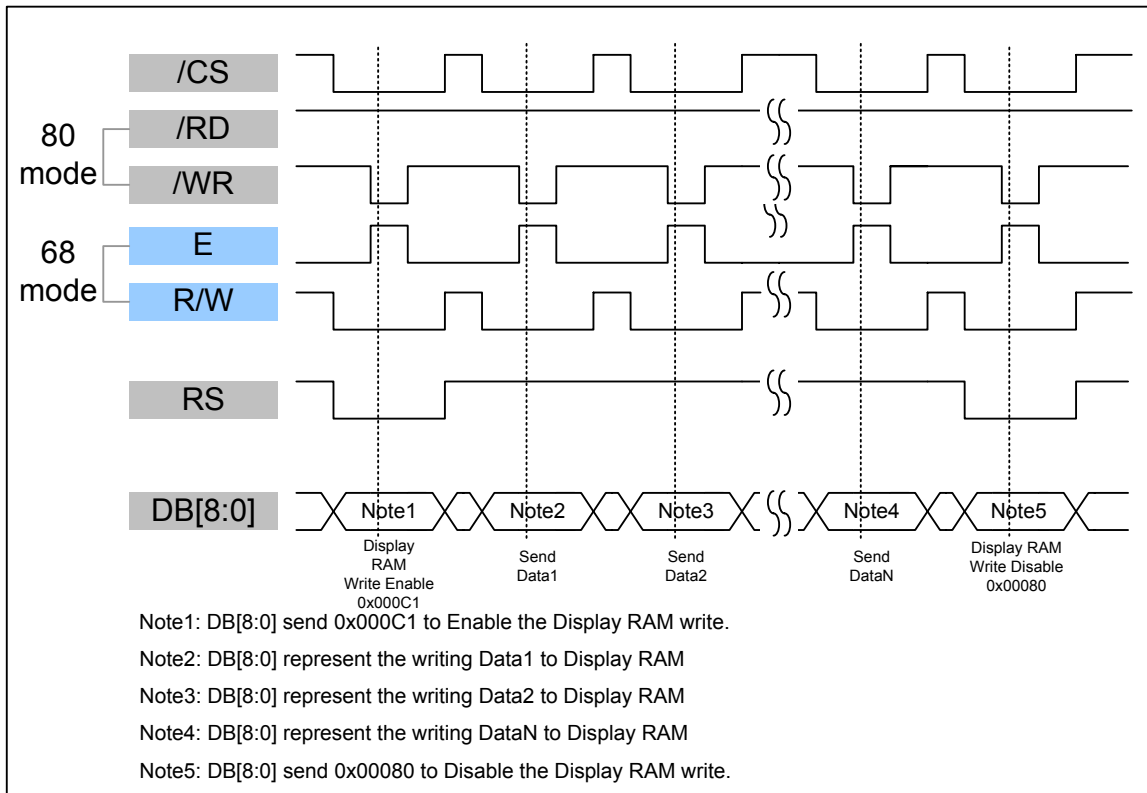 /CS
80
mode
/RD
/WR
68
mode
E
R/W
RS
DB[8:0]
Note1
Note2
Note3
Note4
Note5
Display
RAM
Write Enable
0x000C1
Send
Data1
Send
Data2
Send
DataN
Display RAM
Write Disable
0x00080
Note1: DB[8:0] send 0x000C1 to Enable the Display RAM write.
Note2: DB[8:0] represent the writing Data1 to Display RAM
Note3: DB[8:0] represent the writing Data2 to Display RAM
Note4: DB[8:0] represent the writing DataN to Display RAM
Note5: DB[8:0] send 0x00080 to Disable the Display RAM write.